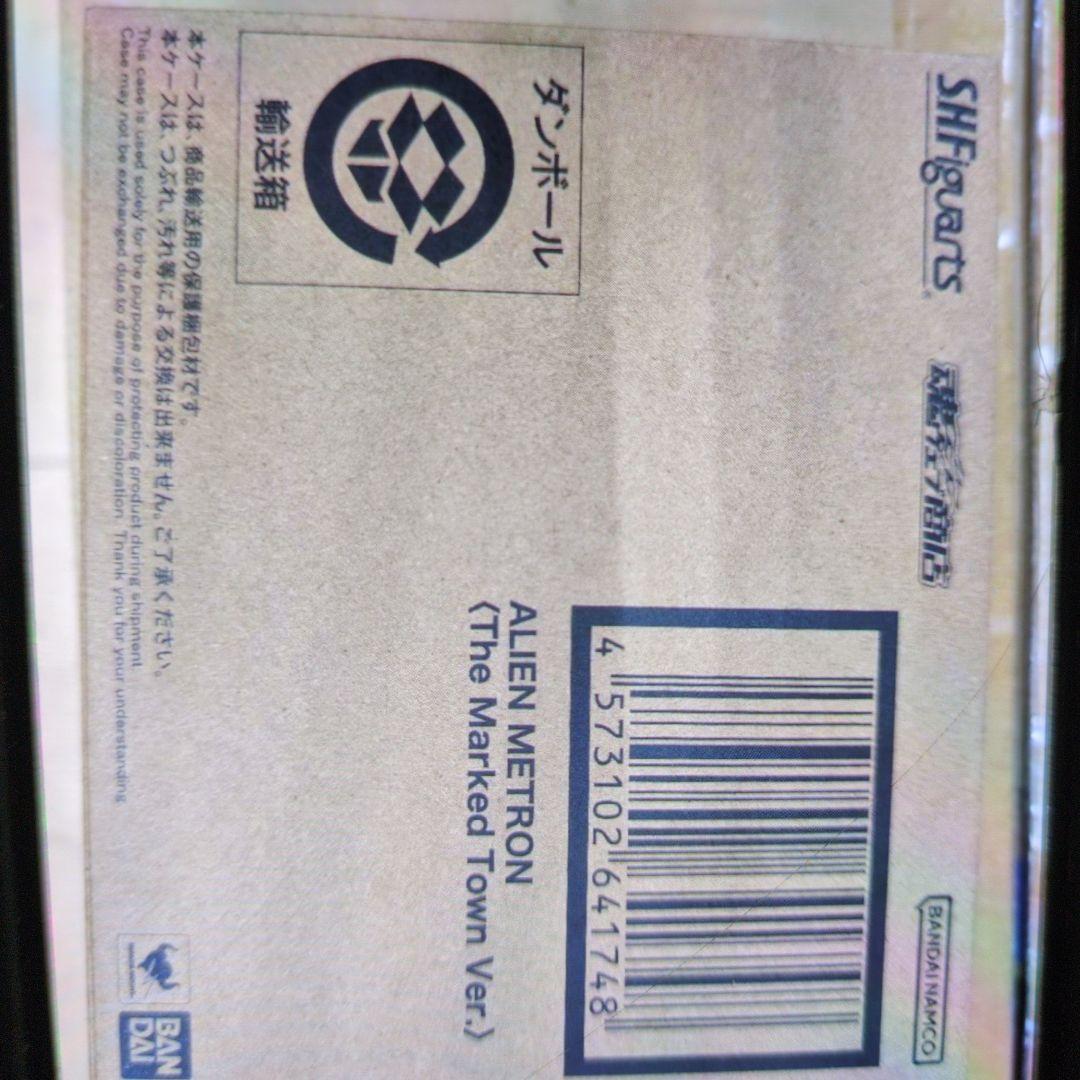 S.H.Figuarts
魂ウェブ商店
BANDAI NAMCO
4 573102 641748
ALIEN METRON
〈The Marked Town Ver.〉
ダンボール
輸送箱
本ケースは、商品輸送用の保護梱包材です。
本ケースは、つぶれ、汚れ等による交換は出来ません。ご了承ください。
This case is used solely for the purpose of protecting product during shipment.
Case may not be exchanged due to damage or discoloration. Thank you for your understanding.
BAN
DAI